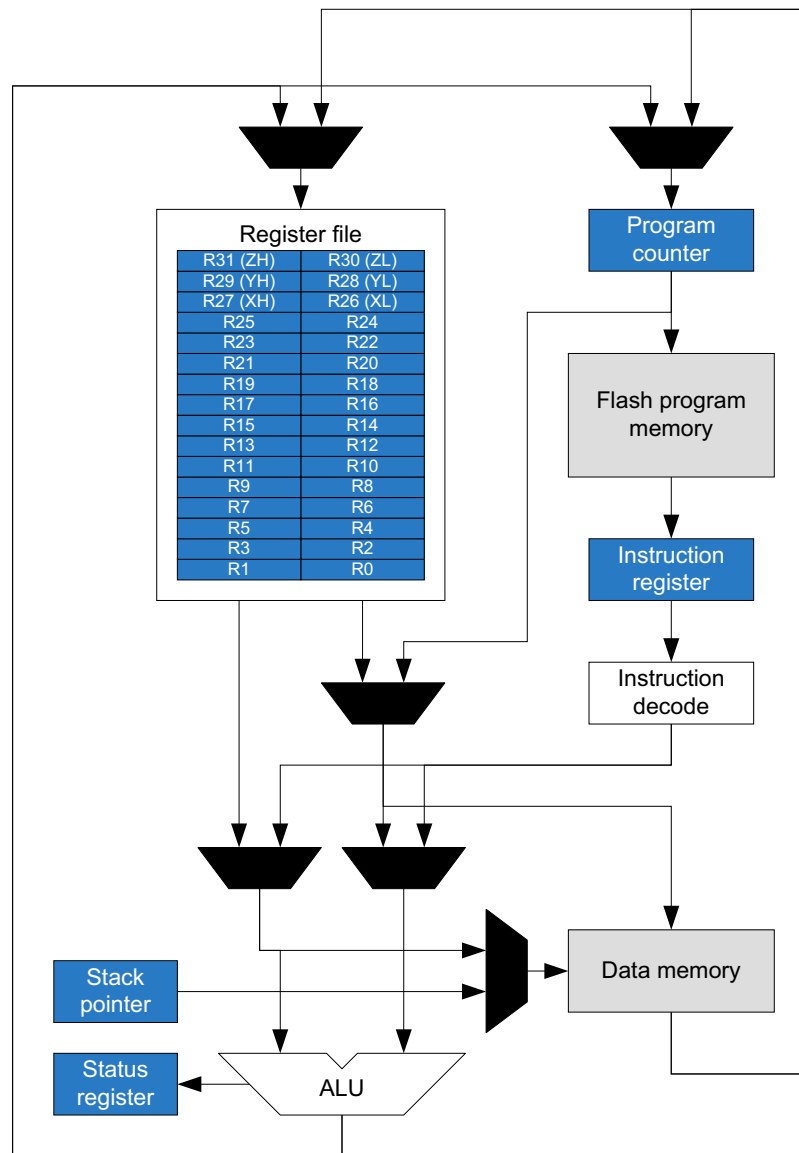 Register file
R31 (ZH) R30 (ZL)
R29 (YH) R28 (YL)
R27 (XH) R26 (XL)
R25 R24
R23 R22
R21 R20
R19 R18
R17 R16
R15 R14
R13 R12
R11 R10
R9 R8
R7 R6
R5 R4
R3 R2
R1 R0
Program
counter
Flash program
memory
Instruction
register
Instruction
decode
Stack
pointer
Data memory
Status
register
ALU